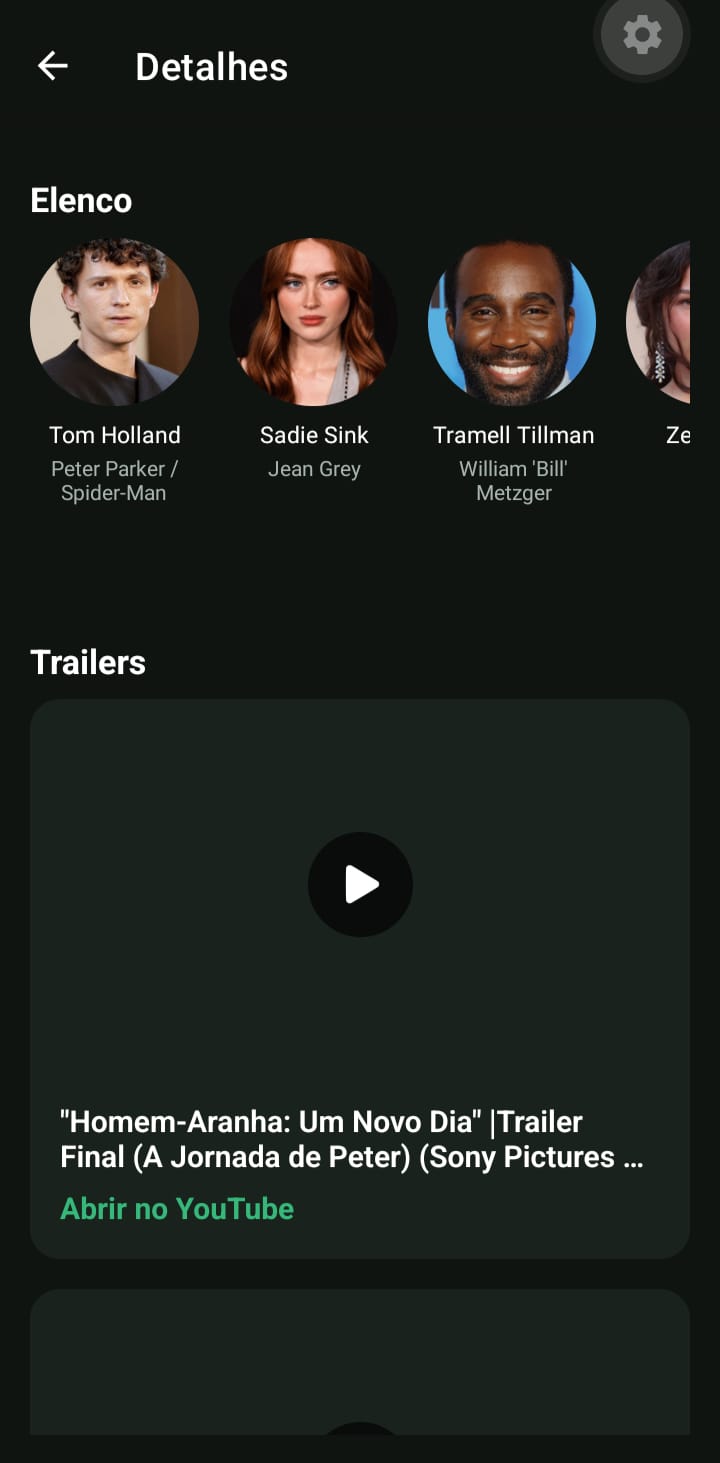 Detalhes
Elenco
Tom Holland
Peter Parker /
Spider-Man
Sadie Sink
Jean Grey
Tramell Tillman
William 'Bill'
Metzger
Ze
Trailers
"Homem-Aranha: Um Novo Dia" |Trailer
Final (A Jornada de Peter) (Sony Pictures ...
Abrir no YouTube